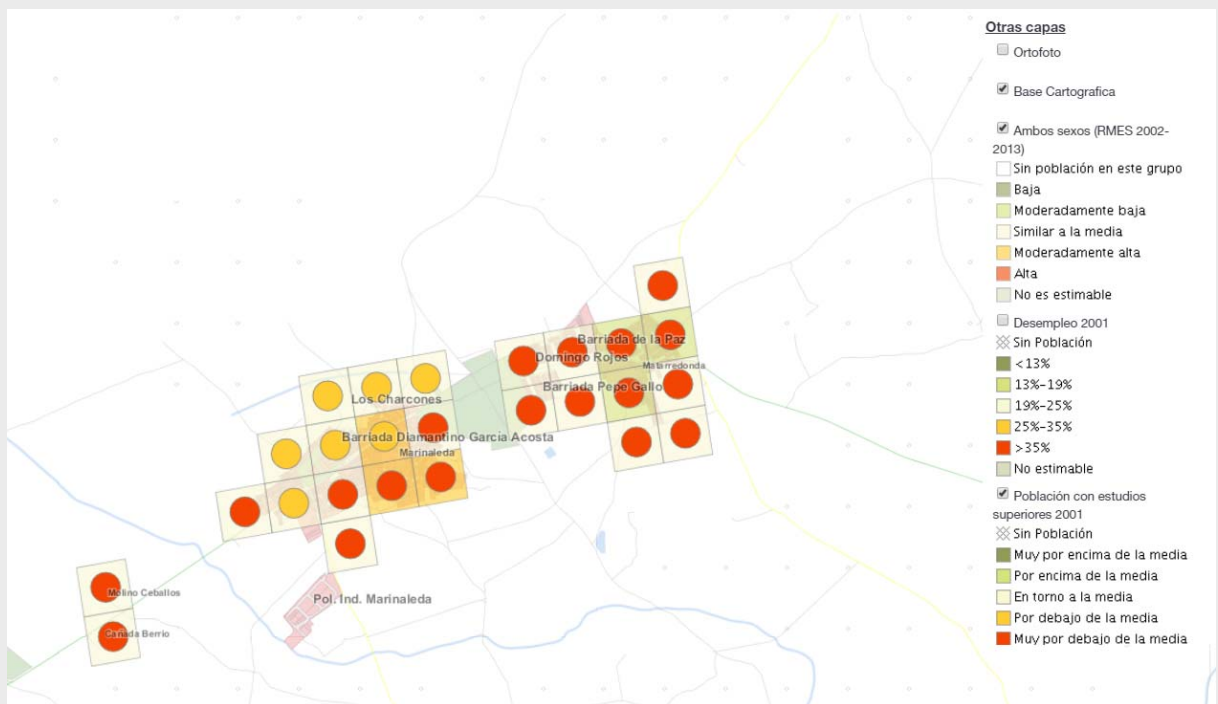 Otras capas
Ortofoto
Base Cartografica
Ambos sexos (RMES 2002-
2013)
Sin población en este grupo
Baja
Moderadamente baja
Similar a la media
Moderadamente alta
Alta
No es estimable
Desempleo 2001
Sin Población
<13%
13%-19%
19%-25%
25%-35%
>35%
No estimable
Población con estudios
superiores 2001
Sin Población
Muy por encima de la media
Por encima de la media
En torno a la media
Por debajo de la media
Muy por debajo de la media
Barriada de la Paz
Domingo Rojos
Matarredonda
Barriada Pepe Gallo
Los Charcones
Barriada Diamantino García Acosta
Marinaleda
Molino Ceballos
Pol. Ind. Marinaleda
Cañada Berrio